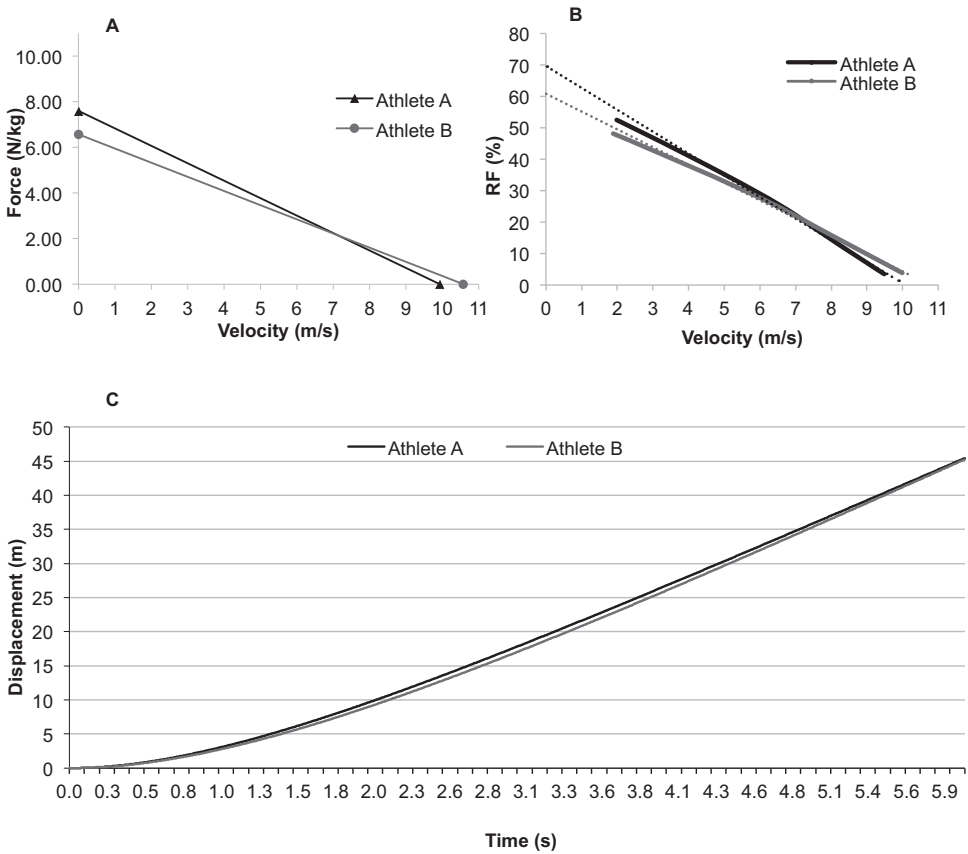 A
10.00
8.00
6.00
4.00
2.00
0.00
Force (N/kg)
Athlete A
Athlete B
0 1 2 3 4 5 6 7 8 9 10 11
Velocity (m/s)
B
80
70
60
50
40
30
20
10
0
RF (%)
Athlete A
Athlete B
0 1 2 3 4 5 6 7 8 9 10 11
Velocity (m/s)
C
50
45
40
35
30
25
20
15
10
5
0
Displacement (m)
Athlete A Athlete B
0.0 0.3 0.5 0.8 1.0 1.3 1.5 1.8 2.0 2.3 2.6 2.8 3.1 3.3 3.6 3.8 4.1 4.3 4.6 4.8 5.1 5.4 5.6 5.9
Time (s)